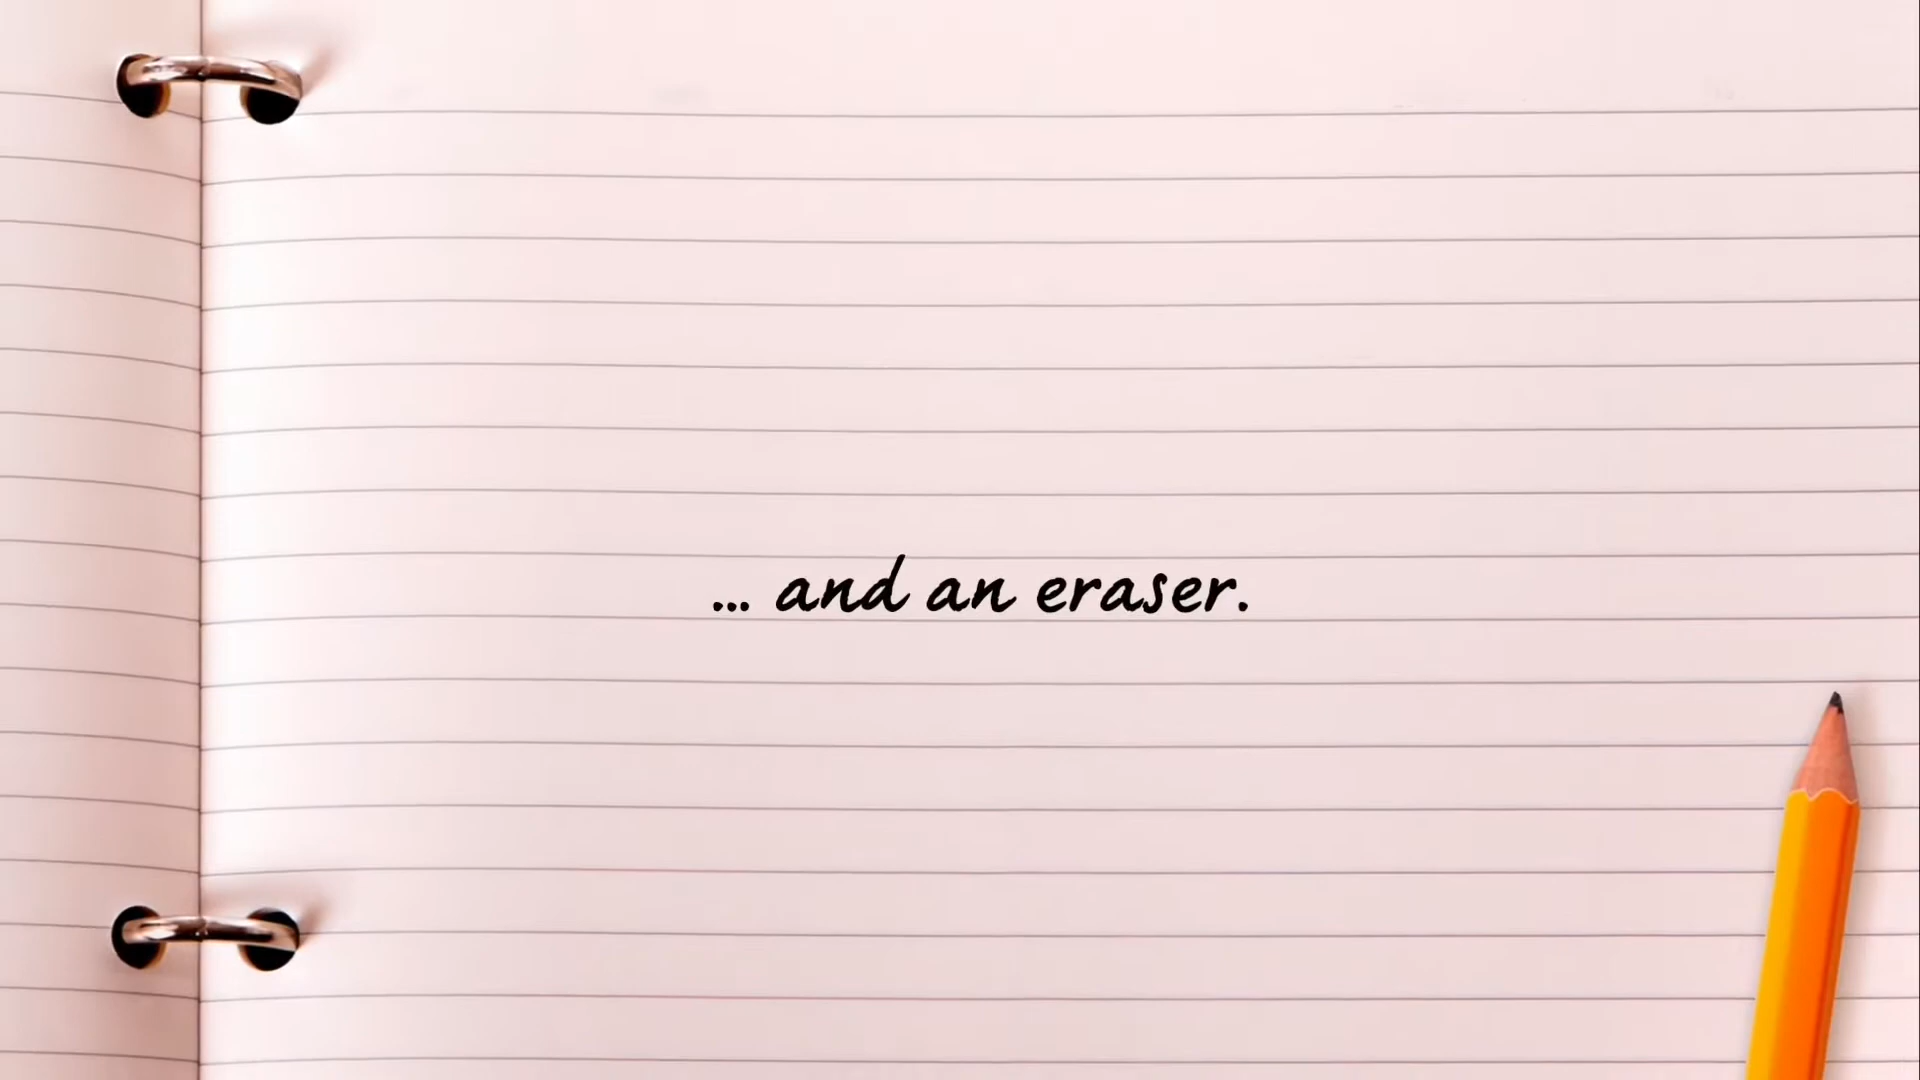 ... and an eraser.